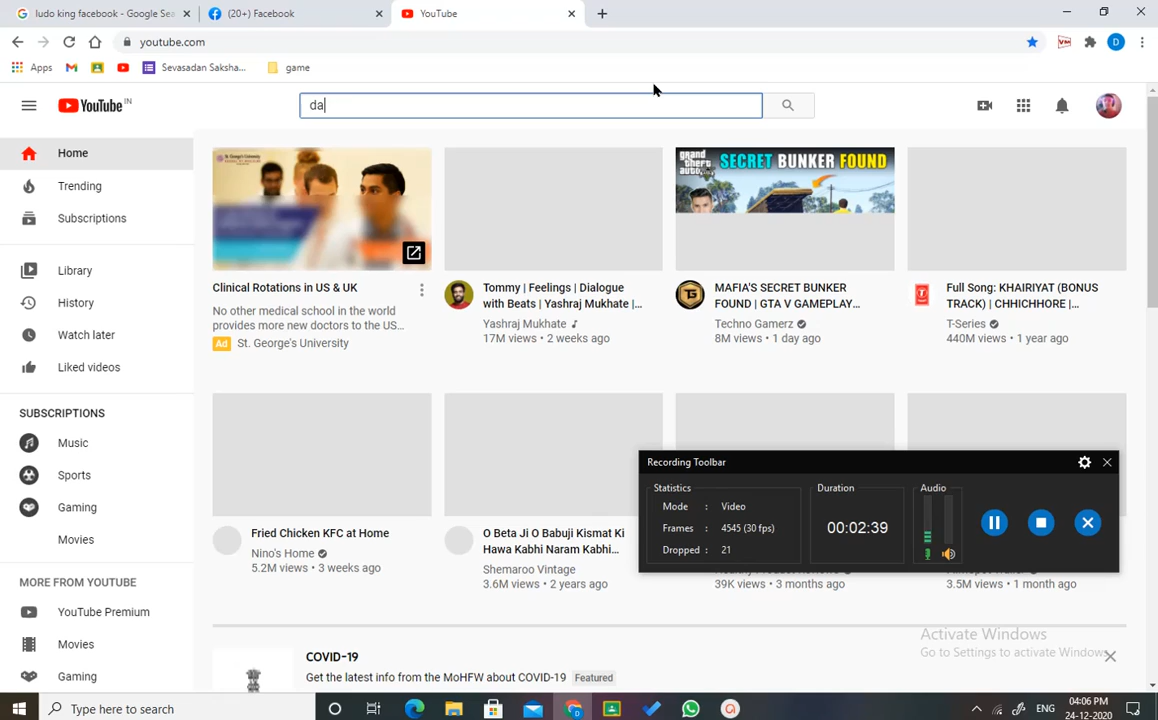 ludo king facebook - Google Sea
(20+) Facebook
YouTube
youtube.com
D
Apps
Sevasadan Saksha...
game
YouTube IN
da
Home
Trending
Subscriptions
Library
History
Watch later
Liked videos
SUBSCRIPTIONS
Music
Sports
Gaming
Movies
MORE FROM YOUTUBE
YouTube Premium
Movies
Gaming
Clinical Rotations in US & UK
No other medical school in the world
provides more new doctors to the US...
Ad St. George's University
Tommy | Feelings | Dialogue
with Beats | Yashraj Mukhate |...
Yashraj Mukhate
17M views • 2 weeks ago
grand
theft
auto
SECRET BUNKER FOUND
MAFIA'S SECRET BUNKER
FOUND | GTA V GAMEPLAY...
Techno Gamerz
8M views • 1 day ago
Full Song: KHAIRIYAT (BONUS
TRACK) | CHHICHHORE |...
T-Series
440M views • 1 year ago
Fried Chicken KFC at Home
Nino's Home
5.2M views • 3 weeks ago
O Beta Ji O Babuji Kismat Ki
Hawa Kabhi Naram Kabhi...
Shemaroo Vintage
3.6M views • 2 years ago
39K views • 3 months ago
3.5M views • 1 month ago
Recording Toolbar
Statistics
Mode : Video
Frames : 4545 (30 fps)
Dropped : 21
Duration
00:02:39
Audio
COVID-19
Get the latest info from the MoHFW about COVID-19 Featured
Activate Windows
Go to Settings to activate Windows.
Type here to search
ENG
04:06 PM
24-12-2020